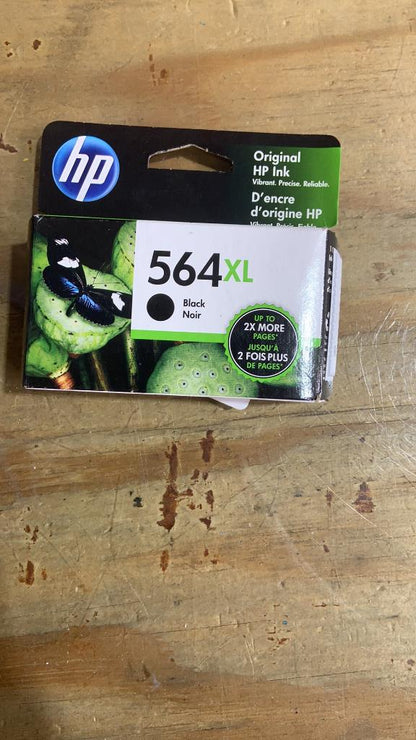 hp
Original
HP Ink
Vibrant. Precise. Reliable.
D'encre
d'origine HP
564XL
Black
Noir
UP TO
2X MORE
PAGES*
JUSQU'À
2 FOIS PLUS
DE PAGES*